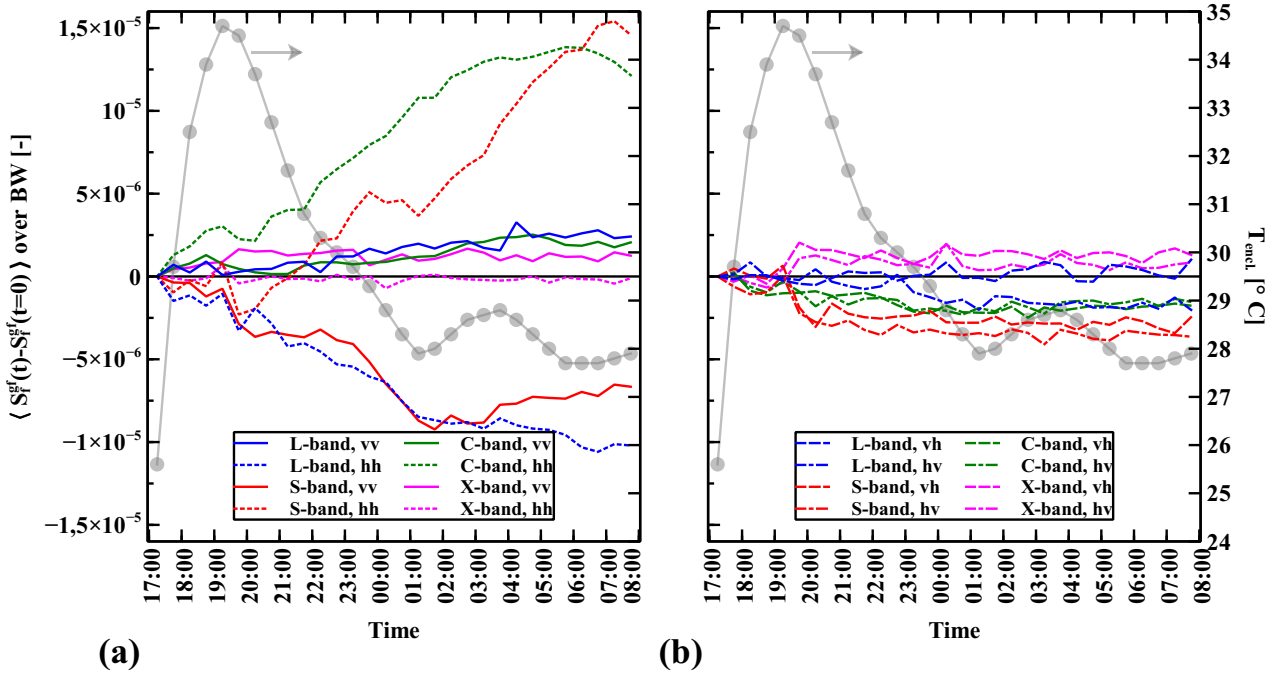 ⟨ S_f^gf(t)-S_f^gf(t=0) ⟩ over BW [-]
1,5×10⁻⁵
10⁻⁵
5×10⁻⁶
0
−5×10⁻⁶
−1×10⁻⁵
−1,5×10⁻⁵
L-band, vv
L-band, hh
S-band, vv
S-band, hh
C-band, vv
C-band, hh
X-band, vv
X-band, hh
17:00
18:00
19:00
20:00
21:00
22:00
23:00
00:00
01:00
02:00
03:00
04:00
05:00
06:00
07:00
08:00
Time
(a)
0
L-band, vh
L-band, hv
S-band, vh
S-band, hv
C-band, vh
C-band, hv
X-band, vh
X-band, hv
17:00
18:00
19:00
20:00
21:00
22:00
23:00
00:00
01:00
02:00
03:00
04:00
05:00
06:00
07:00
08:00
Time
(b)
35
34
33
32
31
30
29
28
27
26
25
24
T_encl. [° C]